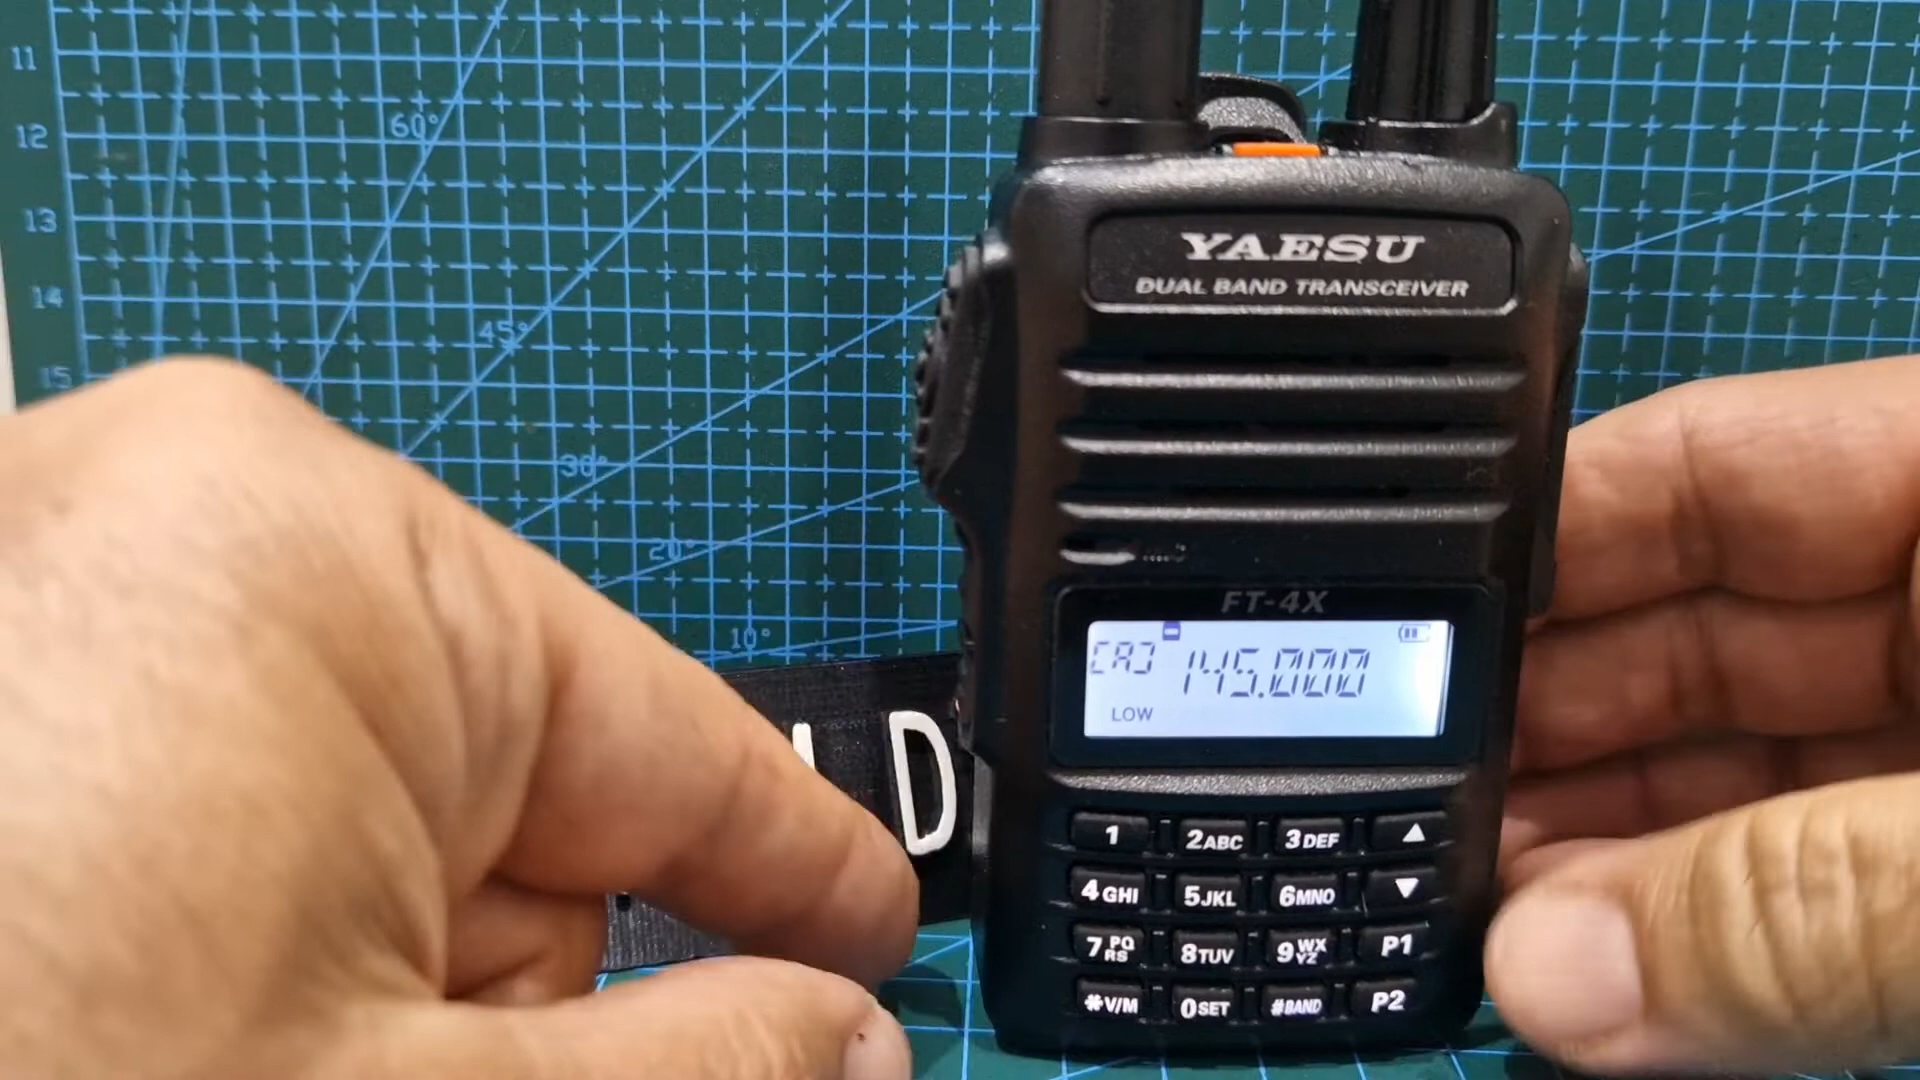 11
12
13
14
15
60°
45°
30°
20°
10°
YAESU
DUAL BAND TRANSCEIVER
FT-4X
[A] 145.000
LOW
D
1 2ABC 3DEF ▲
4GHI 5JKL 6MNO ▼
7PQRS 8TUV 9WXYZ P1
*V/M 0SET #BAND P2